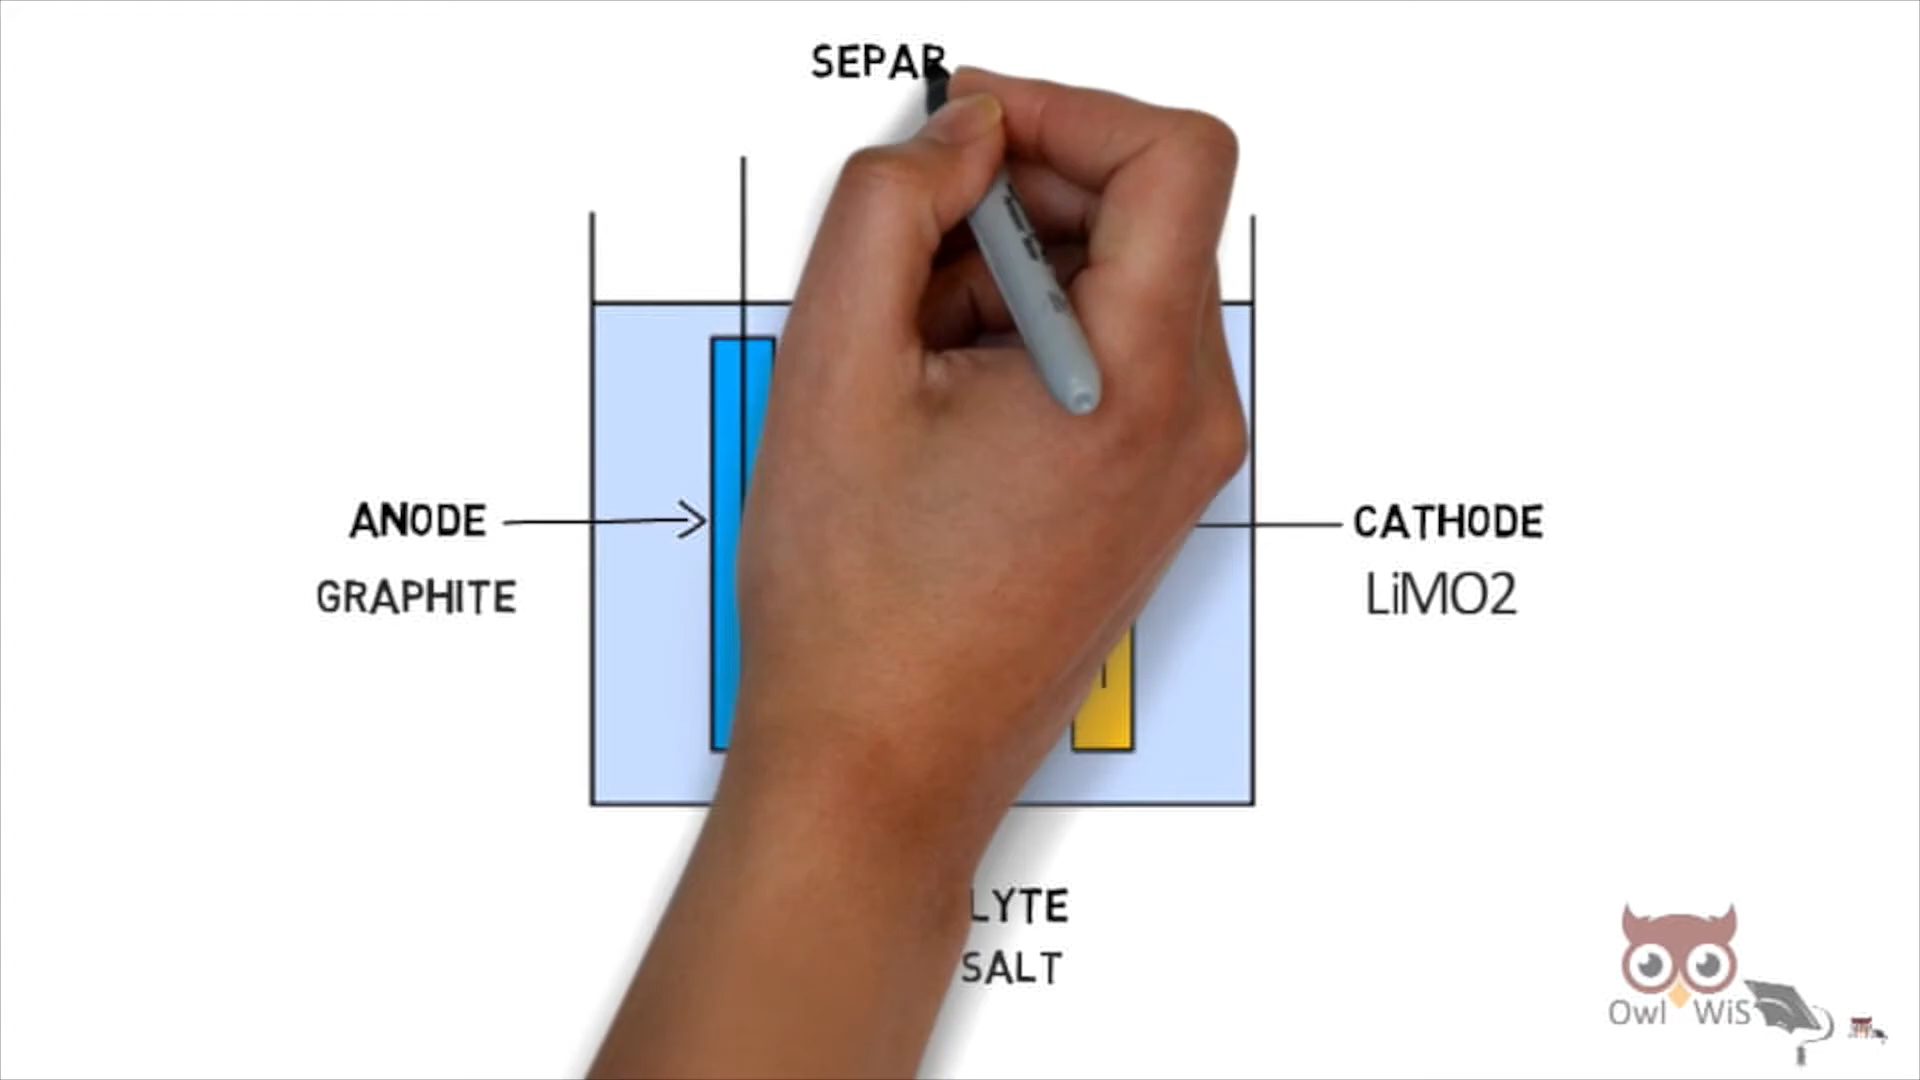 SEPAR
ANODE
GRAPHITE
CATHODE
LiMO2
LYTE
SALT
Owl WiS